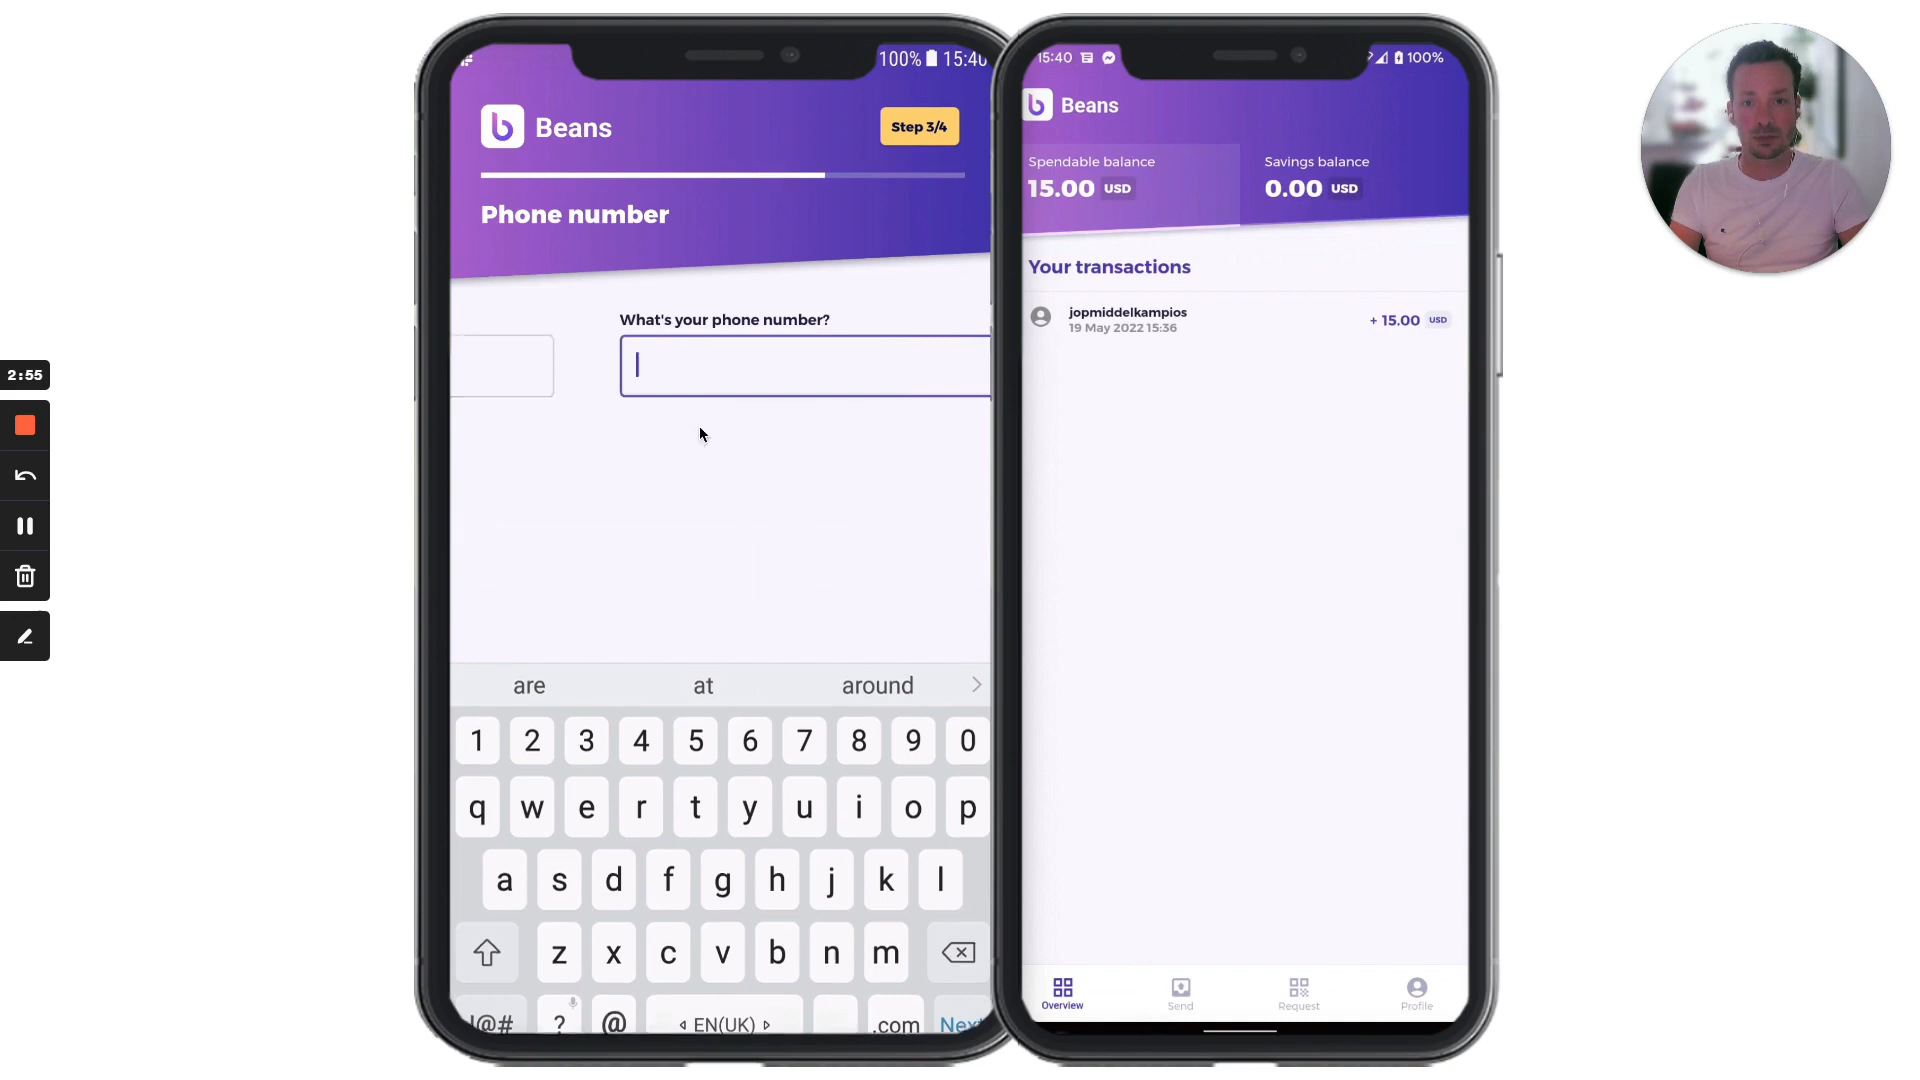 2:55
100% 15:40
Beans
Step 3/4
Phone number
What's your phone number?
are at around
1 2 3 4 5 6 7 8 9 0
q w e r t y u i o p
a s d f g h j k l
z x c v b n m
!@# ? @ EN(UK) .com Next
15:40 100%
Beans
Spendable balance Savings balance
15.00 USD 0.00 USD
Your transactions
jopmiddelkampios
19 May 2022 15:36
+ 15.00 USD
Overview Send Request Profile